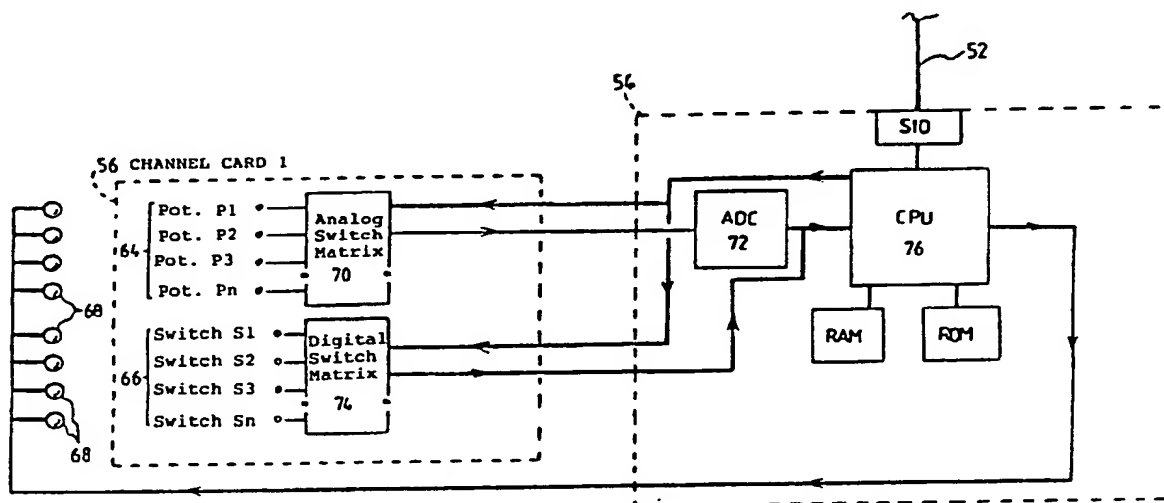 52
54
SIO
56 CHANNEL CARD 1
Pot. P1
Pot. P2
Pot. P3
Pot. Pn
64
Analog
Switch
Matrix
70
ADC
72
CPU
76
RAM
ROM
68
Switch S1
Switch S2
Switch S3
Switch Sn
66
Digital
Switch
Matrix
74
68